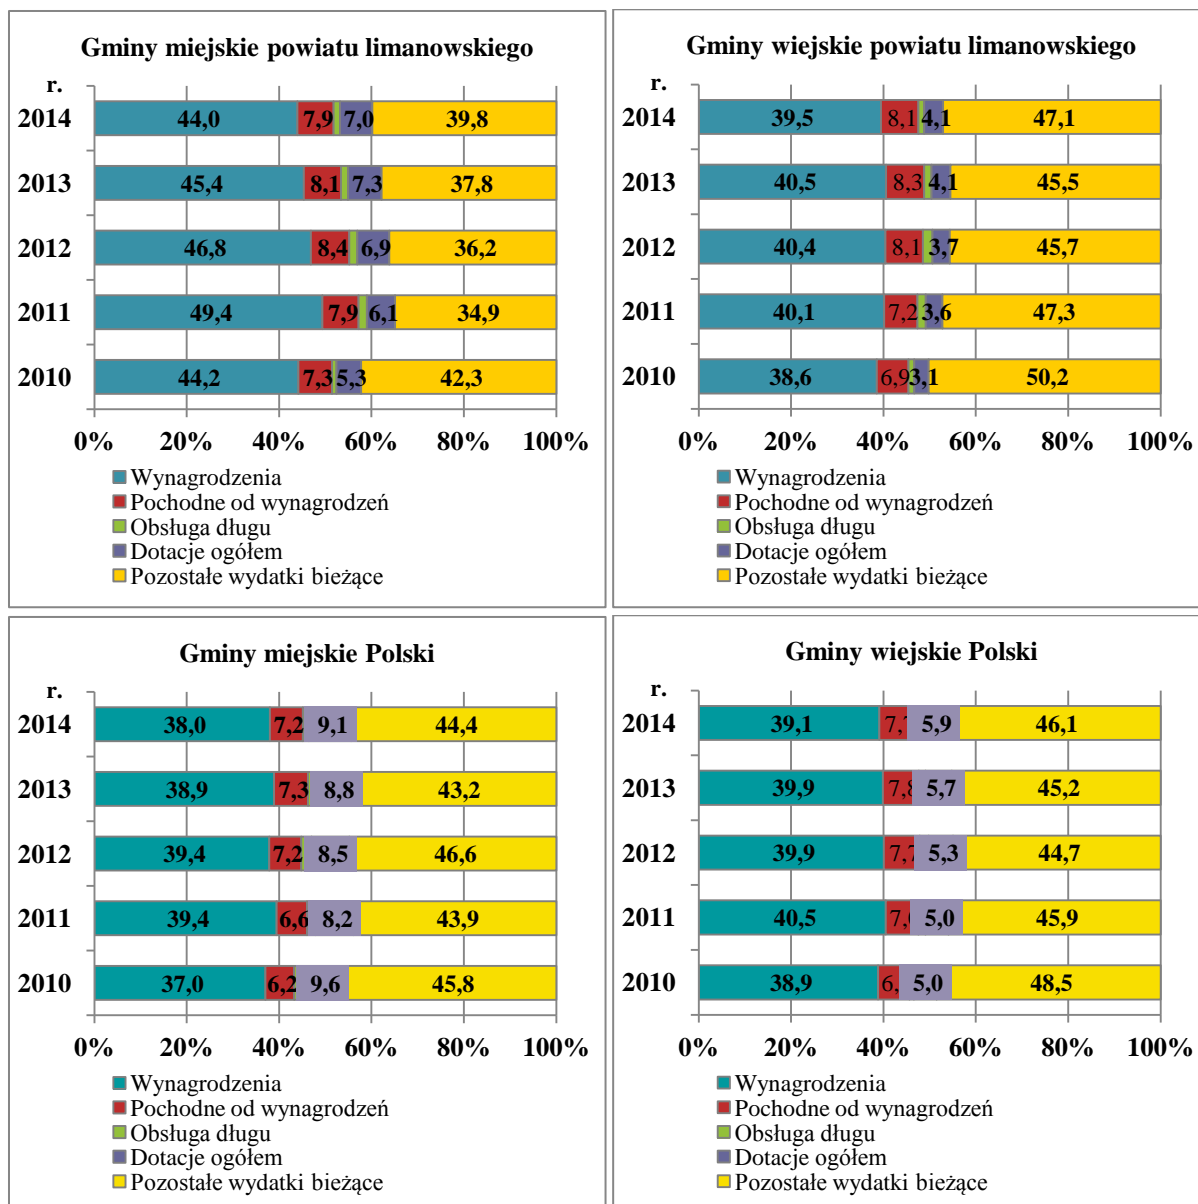 Gminy miejskie powiatu limanowskiego
r.
2014 44,0 7,9 7,0 39,8
2013 45,4 8,1 7,3 37,8
2012 46,8 8,4 6,9 36,2
2011 49,4 7,9 6,1 34,9
2010 44,2 7,3 5,3 42,3
0% 20% 40% 60% 80% 100%
Wynagrodzenia
Pochodne od wynagrodzeń
Obsługa długu
Dotacje ogółem
Pozostałe wydatki bieżące
Gminy wiejskie powiatu limanowskiego
r.
2014 39,5 8,1 4,1 47,1
2013 40,5 8,3 4,1 45,5
2012 40,4 8,1 3,7 45,7
2011 40,1 7,2 3,6 47,3
2010 38,6 6,9 3,1 50,2
0% 20% 40% 60% 80% 100%
Wynagrodzenia
Pochodne od wynagrodzeń
Obsługa długu
Dotacje ogółem
Pozostałe wydatki bieżące
Gminy miejskie Polski
r.
2014 38,0 7,2 9,1 44,4
2013 38,9 7,3 8,8 43,2
2012 39,4 7,2 8,5 46,6
2011 39,4 6,6 8,2 43,9
2010 37,0 6,2 9,6 45,8
0% 20% 40% 60% 80% 100%
Wynagrodzenia
Pochodne od wynagrodzeń
Obsługa długu
Dotacje ogółem
Pozostałe wydatki bieżące
Gminy wiejskie Polski
r.
2014 39,1 7,7 5,9 46,1
2013 39,9 7,8 5,7 45,2
2012 39,9 7,7 5,3 44,7
2011 40,5 5,0 45,9
2010 38,9 5,0 48,5
0% 20% 40% 60% 80% 100%
Wynagrodzenia
Pochodne od wynagrodzeń
Obsługa długu
Dotacje ogółem
Pozostałe wydatki bieżące